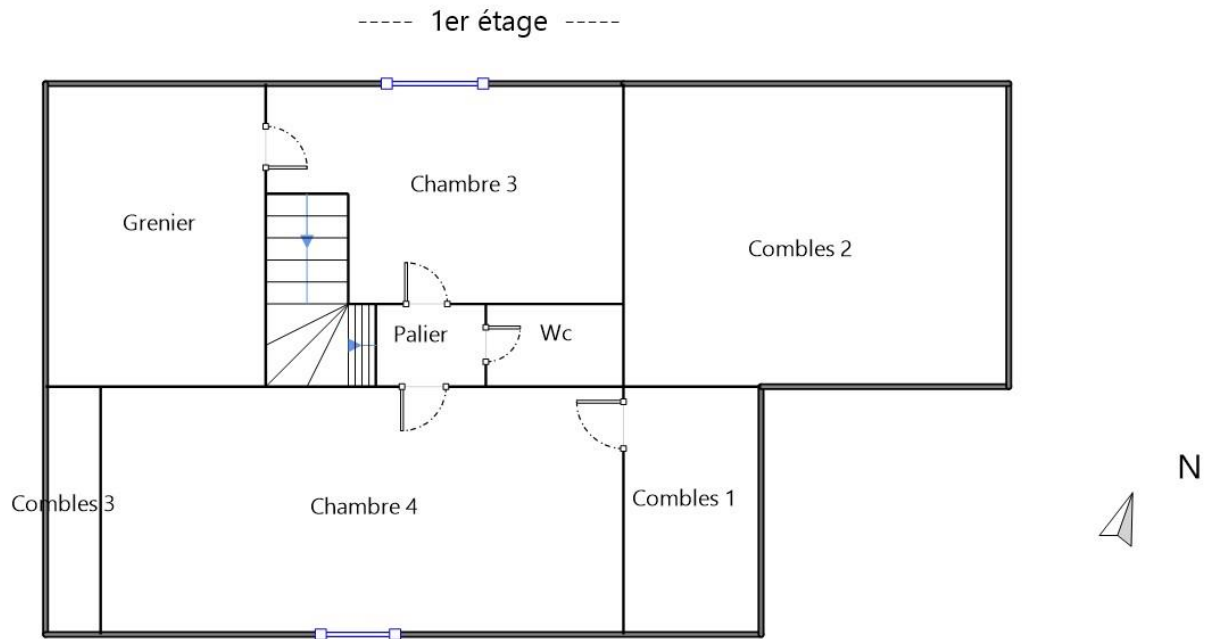 ----- 1er étage -----
Chambre 3
Grenier
Combles 2
Palier
Wc
N
Combles 3
Chambre 4
Combles 1